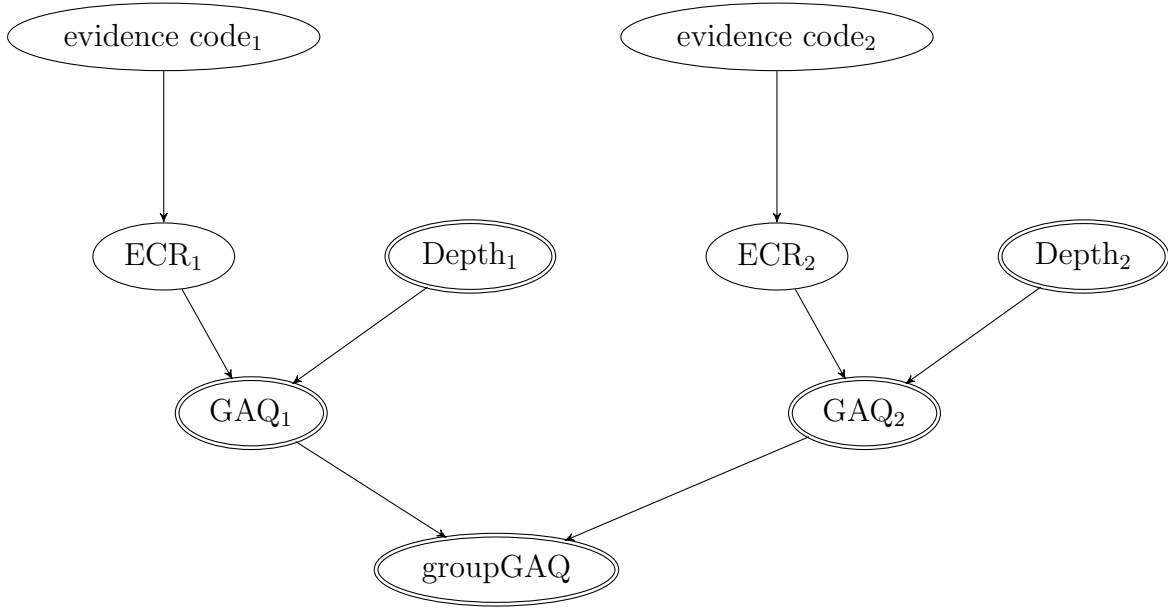 evidence code₁ evidence code₂
ECR₁ Depth₁ ECR₂ Depth₂
GAQ₁ GAQ₂
groupGAQ